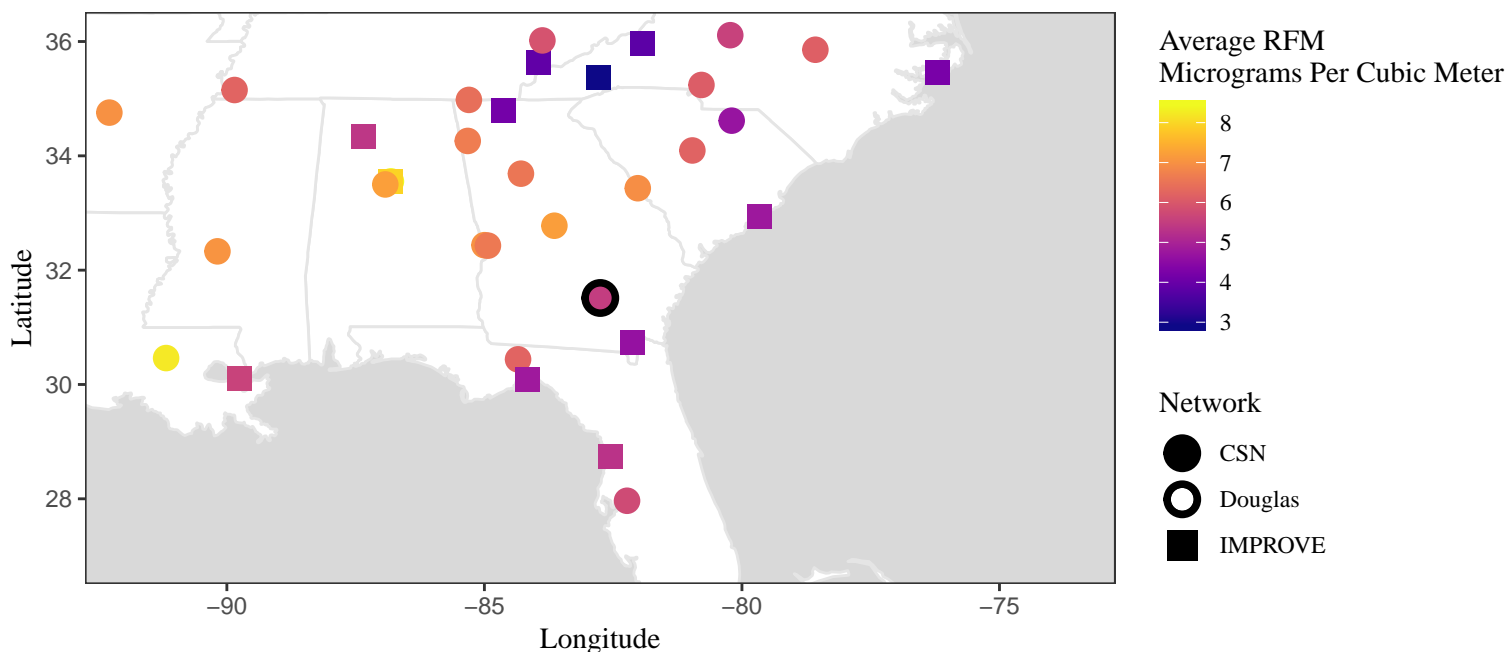 36
34
32
30
28
Latitude
−90
−85
−80
−75
Longitude
Average RFM
Micrograms Per Cubic Meter
8
7
6
5
4
3
Network
CSN
Douglas
IMPROVE